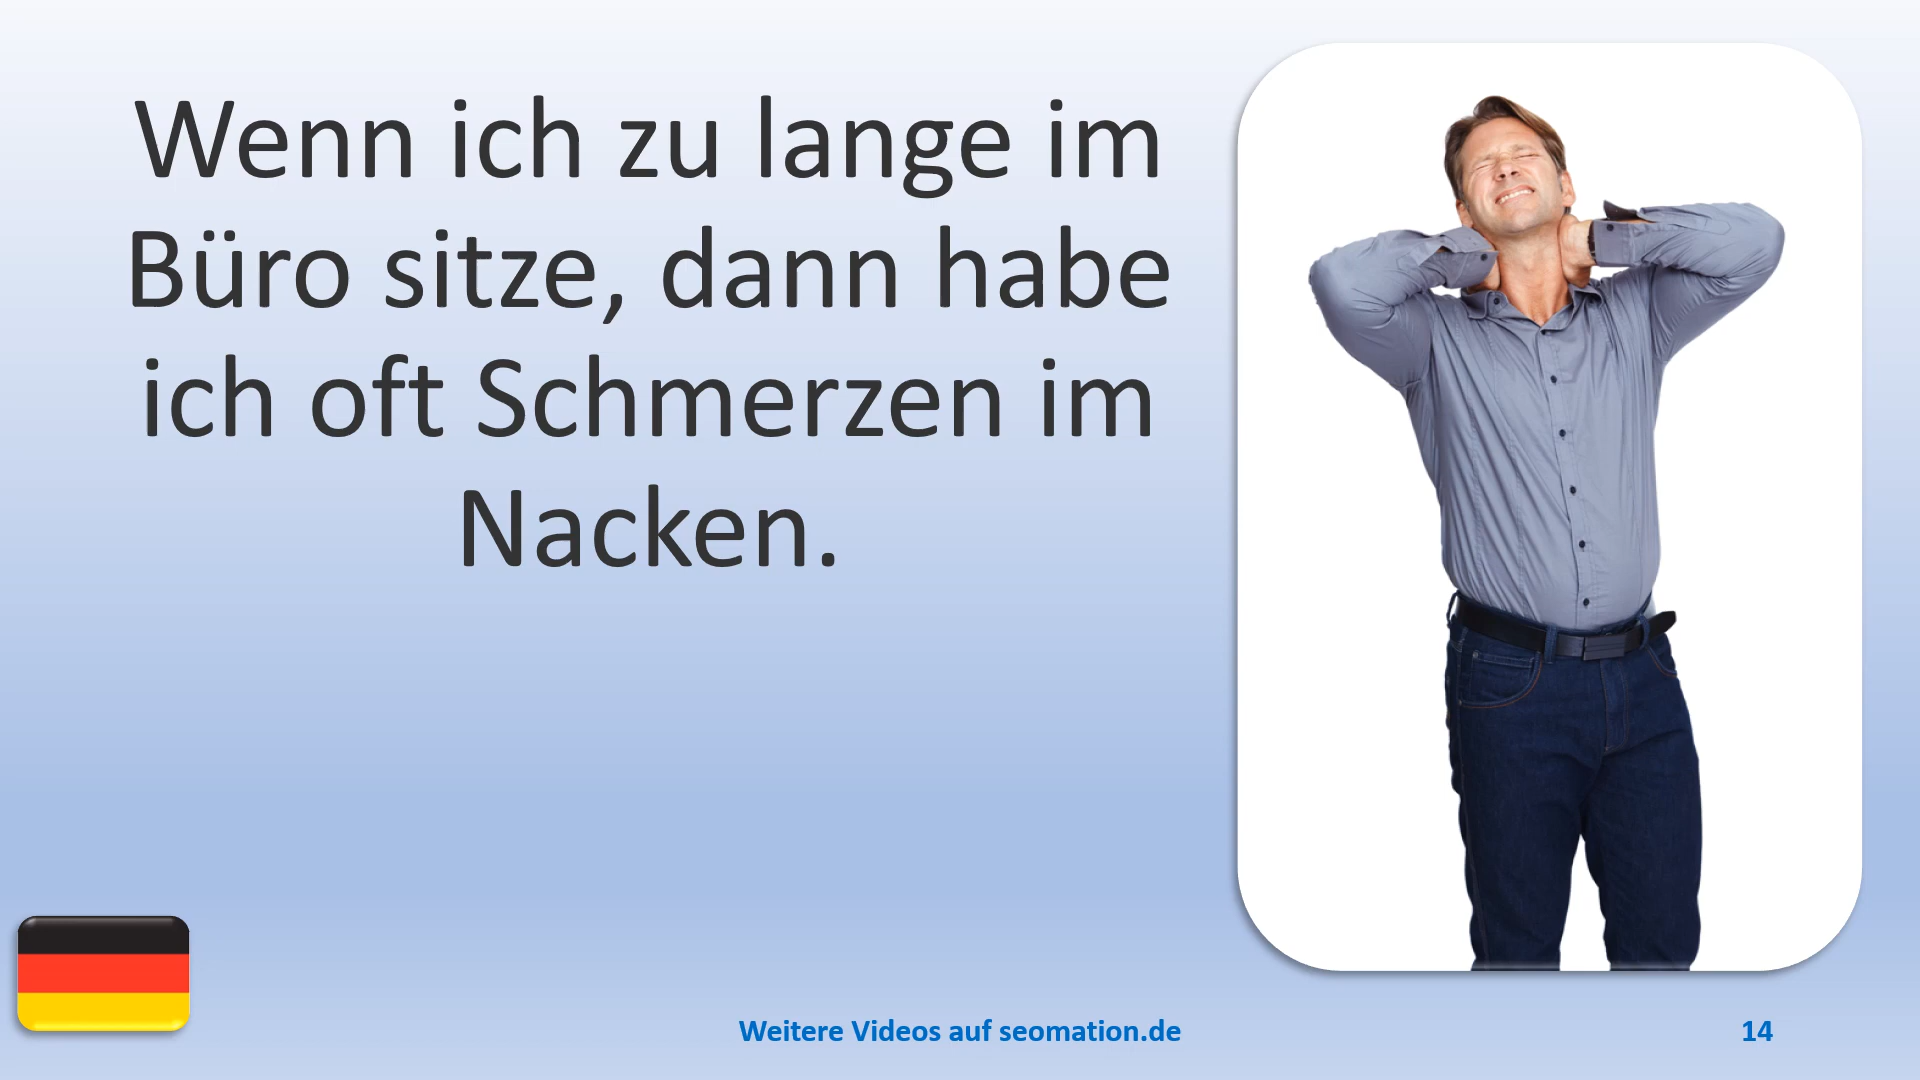 Wenn ich zu lange im
Büro sitze, dann habe
ich oft Schmerzen im
Nacken.
Weitere Videos auf seomation.de
14